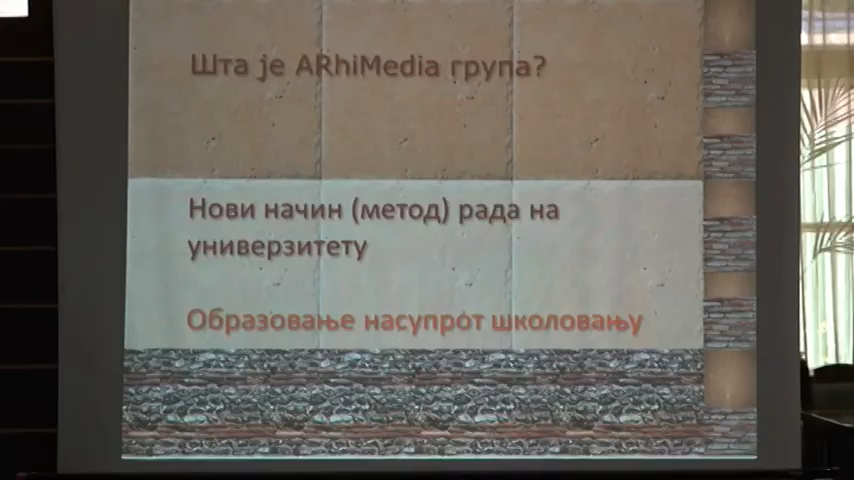 Шта је ARhiMedia група?
Нови начин (метод) рада на
универзитету
Образовање насупрот школовању